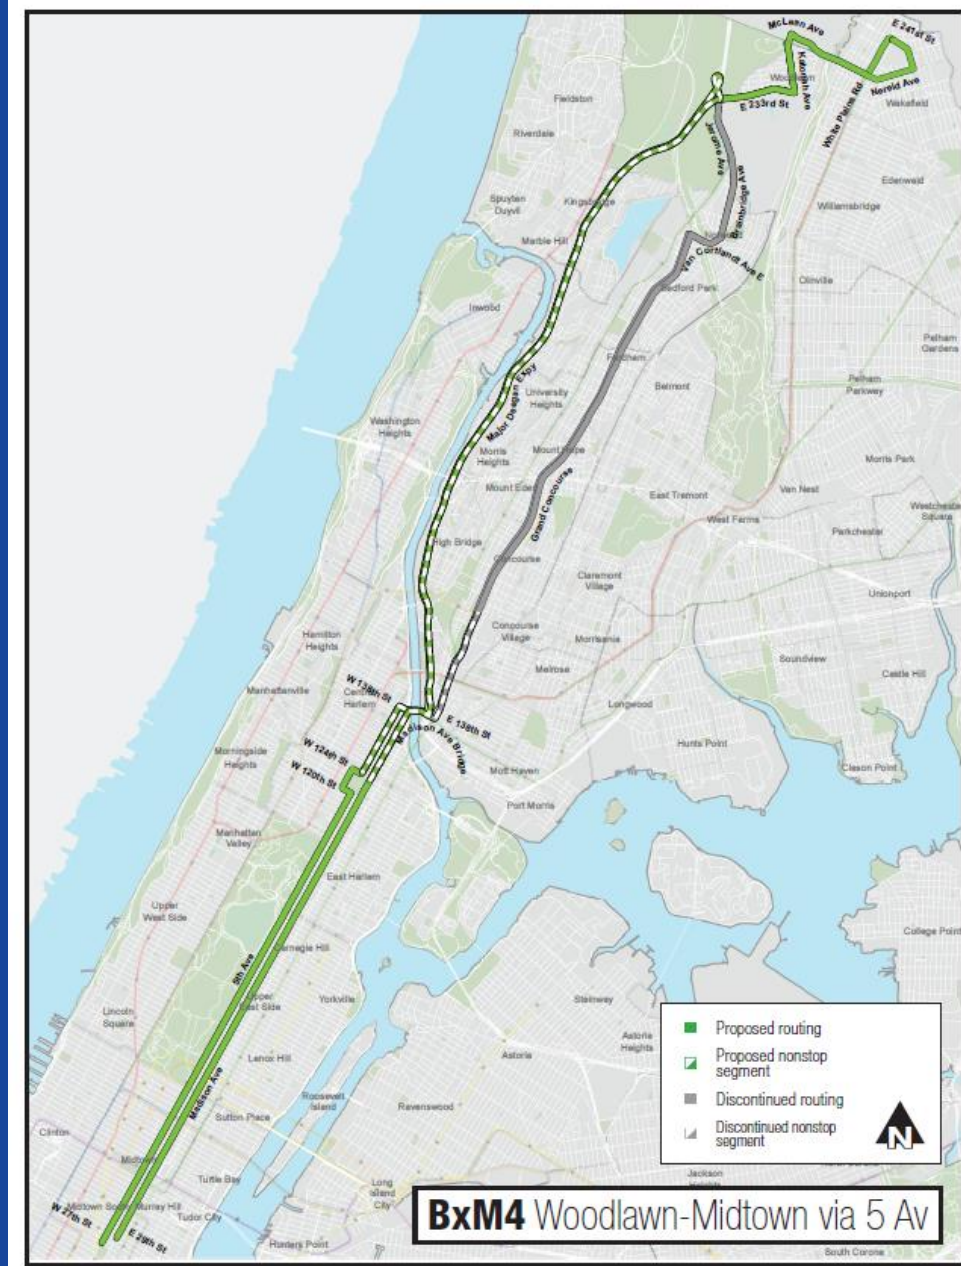 McLean Ave
E 241st St
Katonah Ave
Woodlawn
Nereid Ave
Wakefield
E 233rd St
White Plains Rd
Fieldston
Riverdale
Jerome Ave
Bainbridge Ave
Edenwald
Spuyten
Duyvil
Kingsbridge
Williamsbridge
Marble Hill
Van Cortlandt Ave E
Olinville
Bedford Park
Inwood
Pelham
Gardens
Fordham
Belmont
Pelham
Parkway
Major Deegan Expy
University
Heights
Washington
Heights
Morris
Heights
Mount Hope
Morris Park
Mount Eden
Grand Concourse
East Tremont
Van Nest
West Farms
Westchester
Square
Parkchester
High Bridge
Concourse
Claremont
Village
Unionport
Concourse
Village
Morrisania
Hamilton
Heights
Melrose
Soundview
Castle Hill
W 138th St
Manhattanville
Central
Harlem
Longwood
E 138th St
Madison Ave Bridge
W 124th St
W 120th St
Morningside
Heights
Hunts Point
Clason Point
Mott Haven
Port Morris
Manhattan
Valley
East Harlem
Upper
West Side
College Point
5th Ave
Carnegie Hill
Upper
East Side
Yorkville
Lincoln
Square
Steinway
Lenox Hill
Astoria
Astoria
Heights
Madison Ave
Roosevelt
Island
Ravenswood
Sutton Place
Clinton
Midtown
Turtle Bay
Long
Island
City
Jackson
Heights
W 27th St
Midtown South
Murray Hill
Tudor City
E 29th St
Hunters Point
South Corona
Proposed routing
Proposed nonstop
segment
Discontinued routing
Discontinued nonstop
segment
N
BxM4 Woodlawn-Midtown via 5 Av